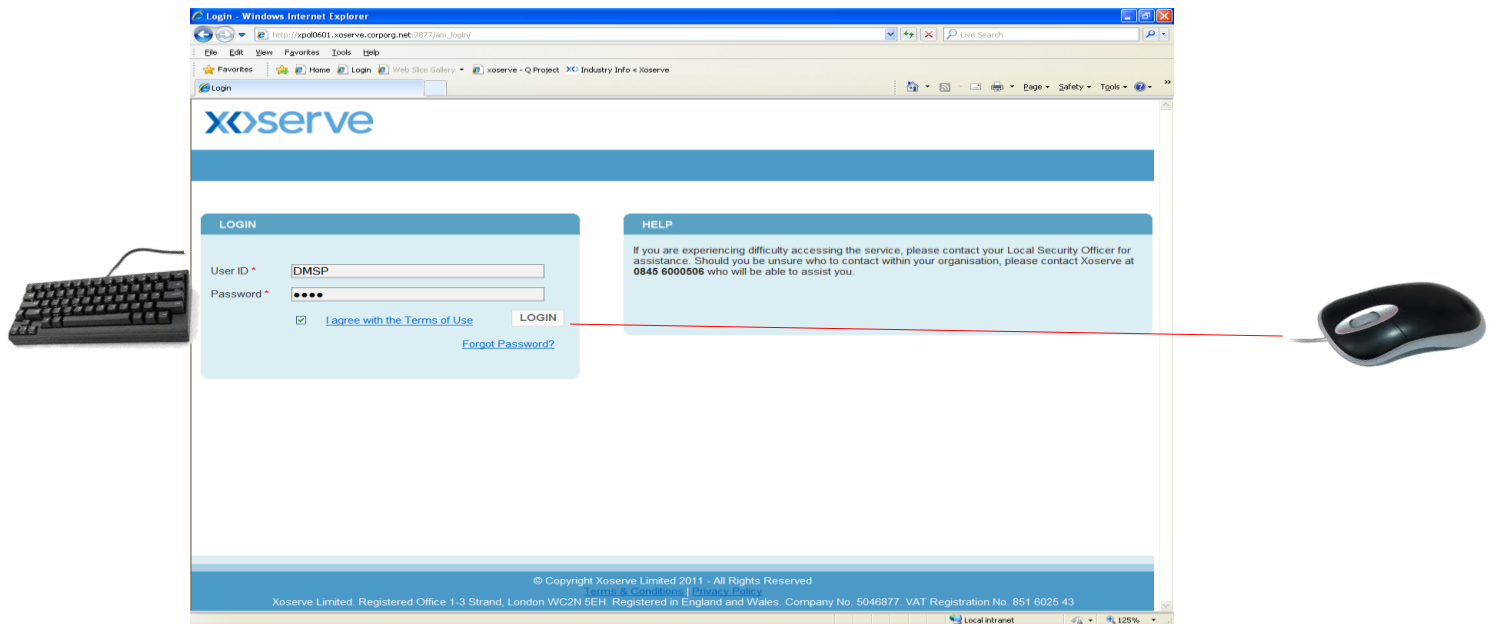 Login - Windows Internet Explorer
http://xpol0601.xoserve.corporg.net:7877/am_login/
Live Search
File Edit View Favorites Tools Help
Favorites Home Login Web Slice Gallery xoserve - Q Project XO Industry Info « Xoserve
Login
Page Safety Tools
xoserve
LOGIN
User ID *
DMSP
Password *
••••
I agree with the Terms of Use
LOGIN
Forgot Password?
HELP
If you are experiencing difficulty accessing the service, please contact your Local Security Officer for
assistance. Should you be unsure who to contact within your organisation, please contact Xoserve at
0845 6000506 who will be able to assist you.
© Copyright Xoserve Limited 2011 - All Rights Reserved
Terms & Conditions | Privacy Policy
Xoserve Limited. Registered Office 1-3 Strand, London WC2N 5EH. Registered in England and Wales. Company No. 5046877. VAT Registration No. 851 6025 43
Local intranet
125%